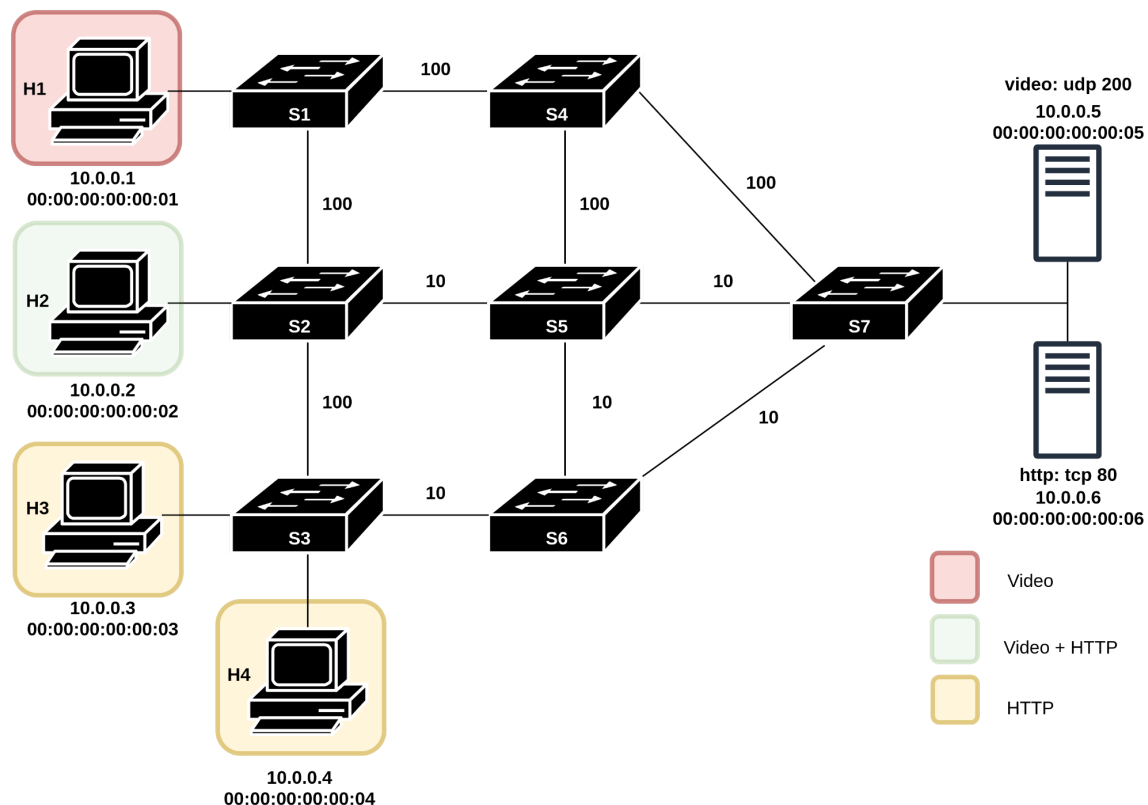 H1
10.0.0.1
00:00:00:00:00:01
S1
100
S4
video: udp 200
10.0.0.5
00:00:00:00:00:05
100
100
100
H2
10.0.0.2
00:00:00:00:00:02
S2
10
S5
10
S7
100
10
10
http: tcp 80
10.0.0.6
00:00:00:00:00:06
H3
10.0.0.3
00:00:00:00:00:03
S3
10
S6
H4
10.0.0.4
00:00:00:00:00:04
Video
Video + HTTP
HTTP